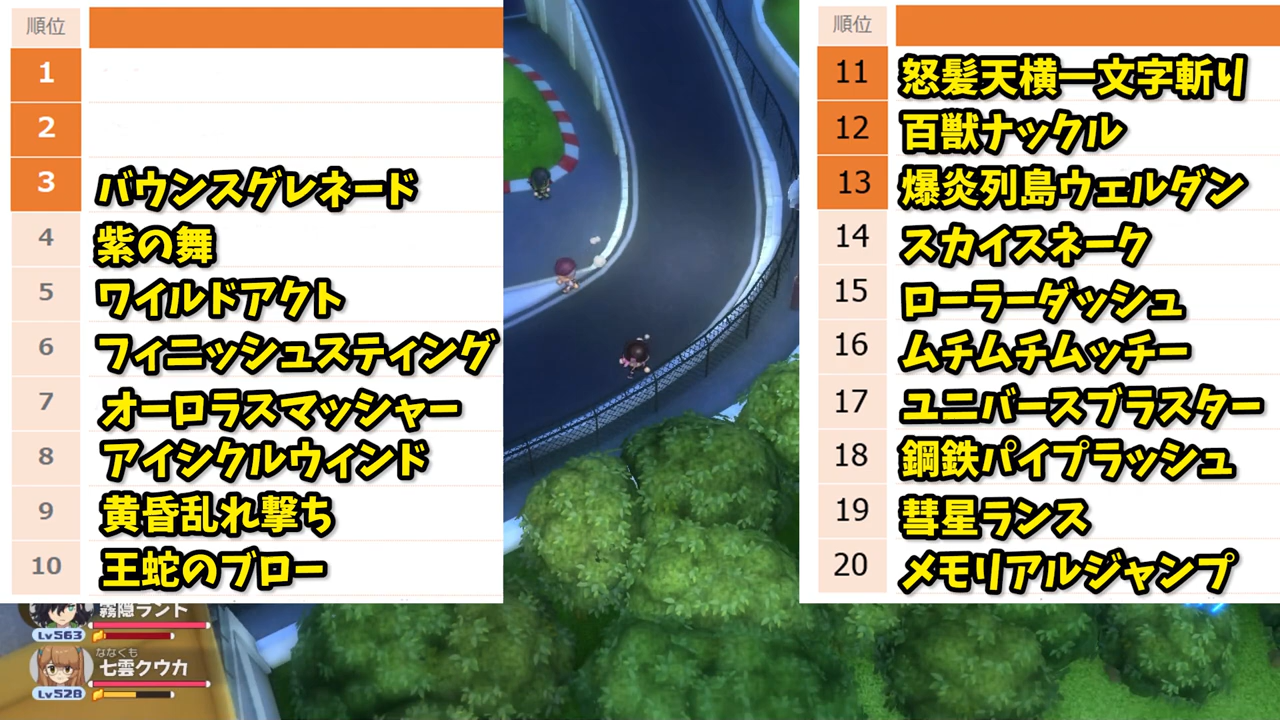 順位
1
2
3 バウンスグレネード
4 紫の舞
5 ワイルドアクト
6 フィニッシュスティング
7 オーロラスマッシャー
8 アイシクルウィンド
9 黄昏乱れ撃ち
10 王蛇のブロー
順位
11 怒髪天横一文字斬り
12 百獣ナックル
13 爆炎列島ウェルダン
14 スカイスネーク
15 ローラーダッシュ
16 ムチムチムッチー
17 ユニバースブラスター
18 鋼鉄パイプラッシュ
19 彗星ランス
20 メモリアルジャンプ
霧隠ラント
Lv563
ななくも
七雲クウカ
Lv528